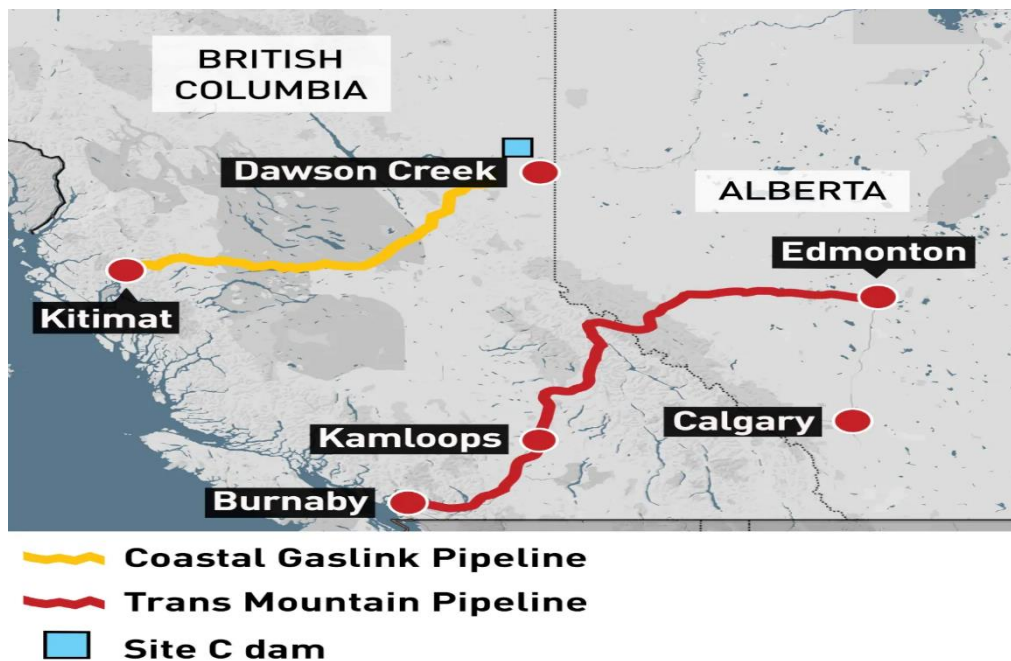 BRITISH
COLUMBIA
Dawson Creek
ALBERTA
Edmonton
Kitimat
Calgary
Kamloops
Burnaby
Coastal Gaslink Pipeline
Trans Mountain Pipeline
Site C dam